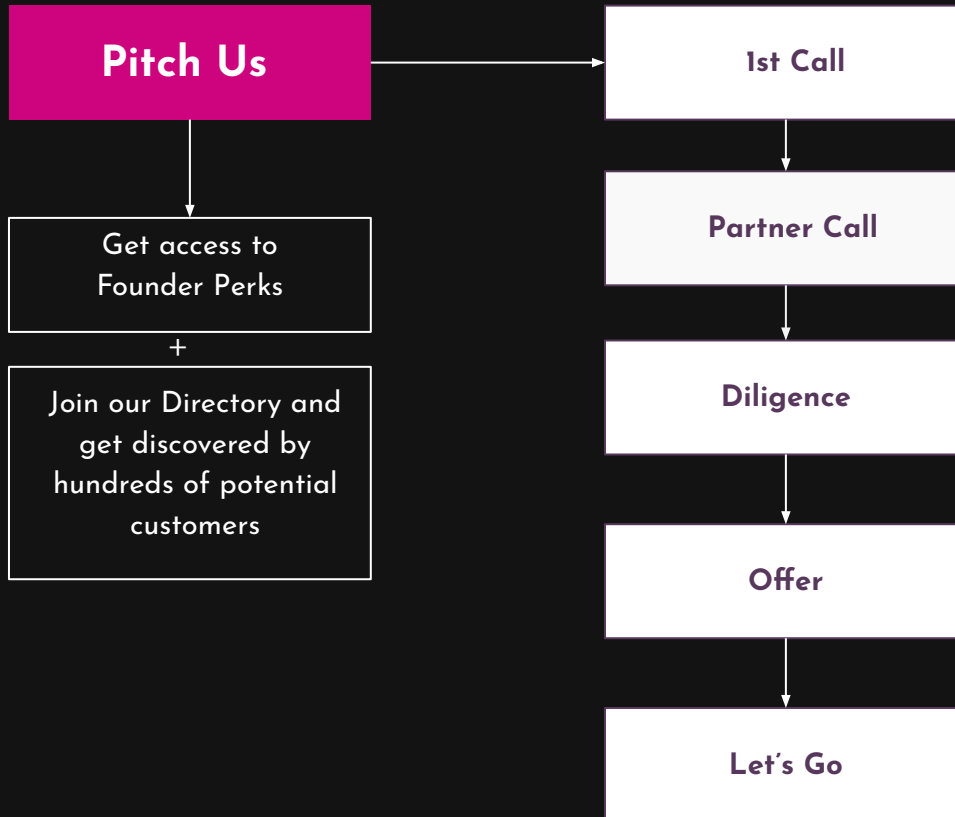 Pitch Us
Get access to
Founder Perks
+
Join our Directory and
get discovered by
hundreds of potential
customers
1st Call
Partner Call
Diligence
Offer
Let's Go